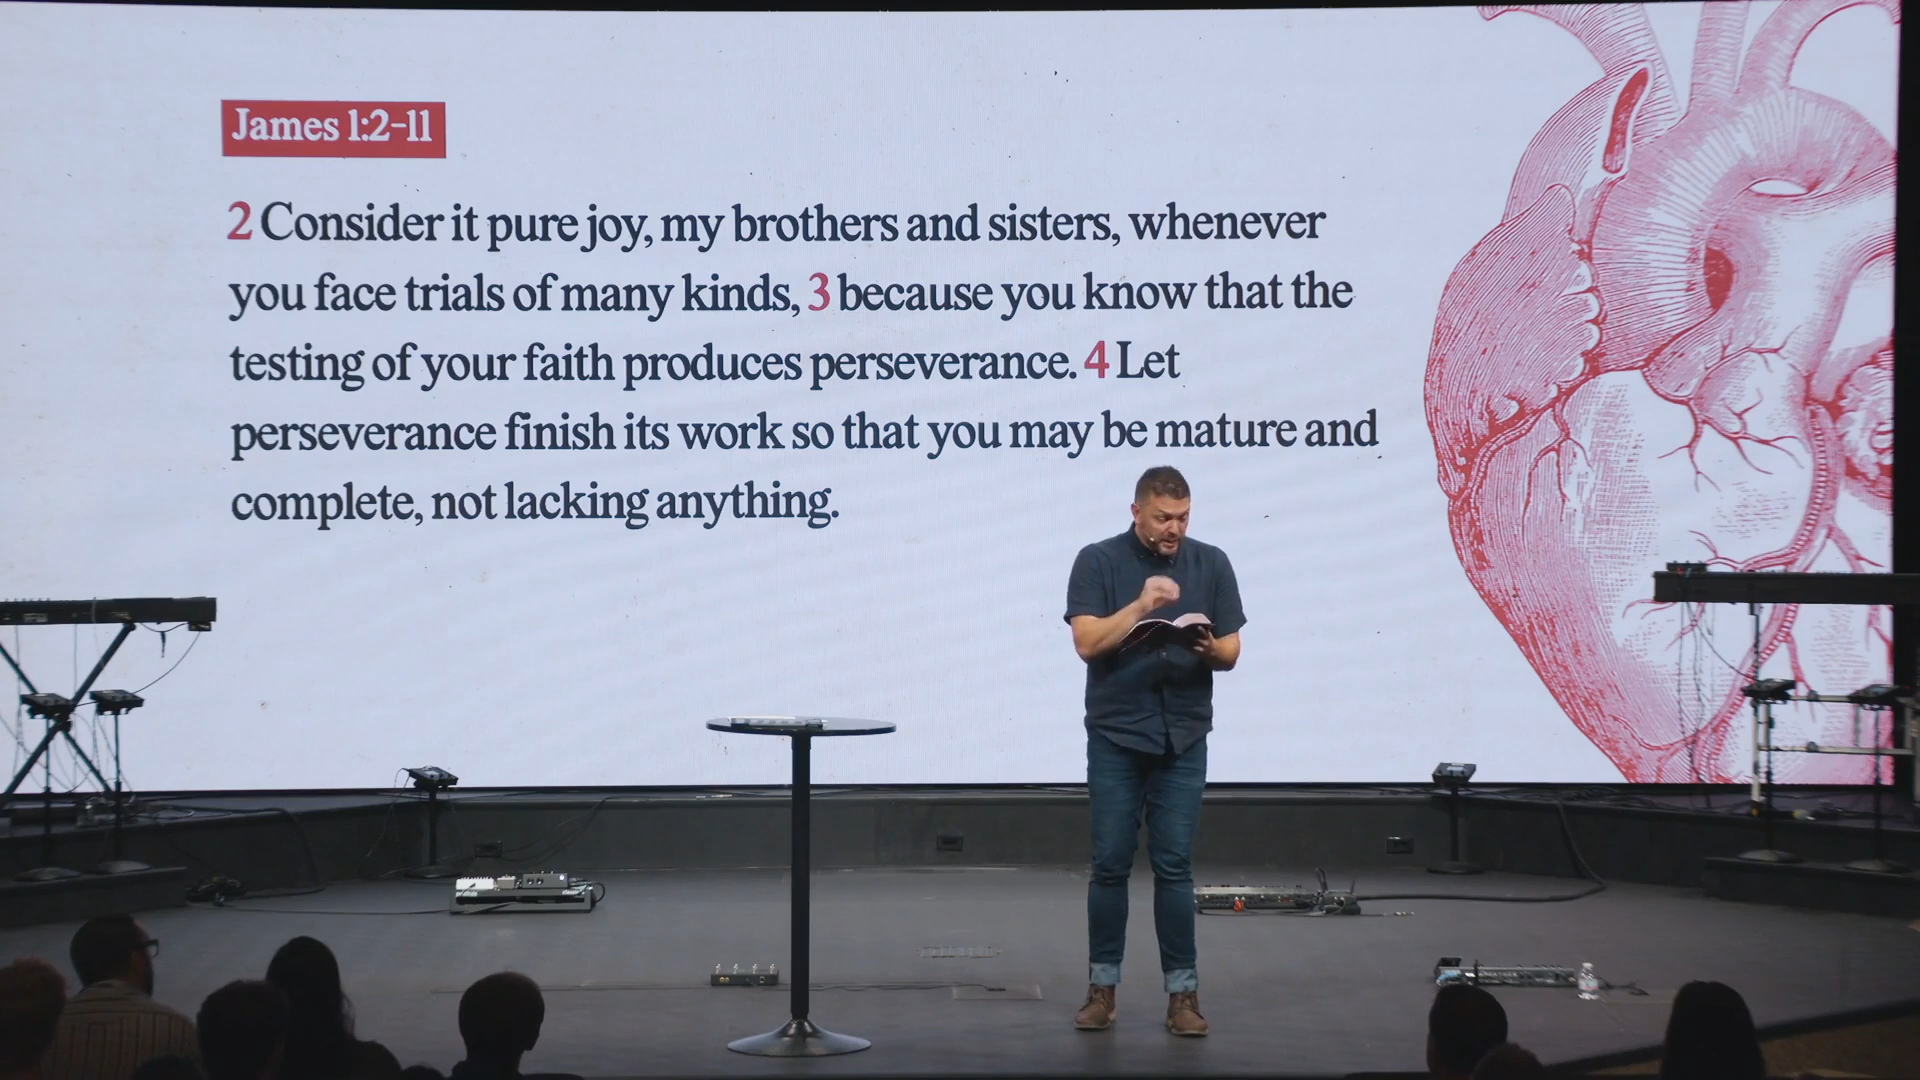 James 1:2-11
2 Consider it pure joy, my brothers and sisters, whenever
you face trials of many kinds, 3 because you know that the
testing of your faith produces perseverance. 4 Let
perseverance finish its work so that you may be mature and
complete, not lacking anything.